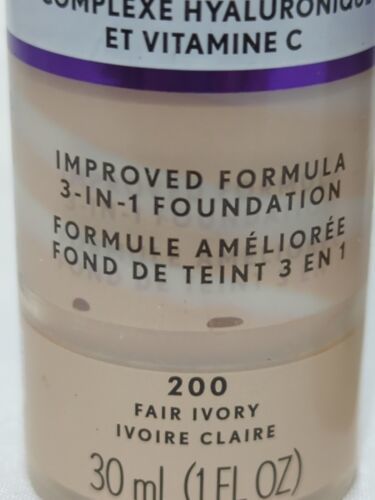 COMPLEXE HYALURONIQUE
ET VITAMINE C
IMPROVED FORMULA
3-IN-1 FOUNDATION
FORMULE AMÉLIORÉE
FOND DE TEINT 3 EN 1
200
FAIR IVORY
IVOIRE CLAIRE
30 ml (1 FL OZ)